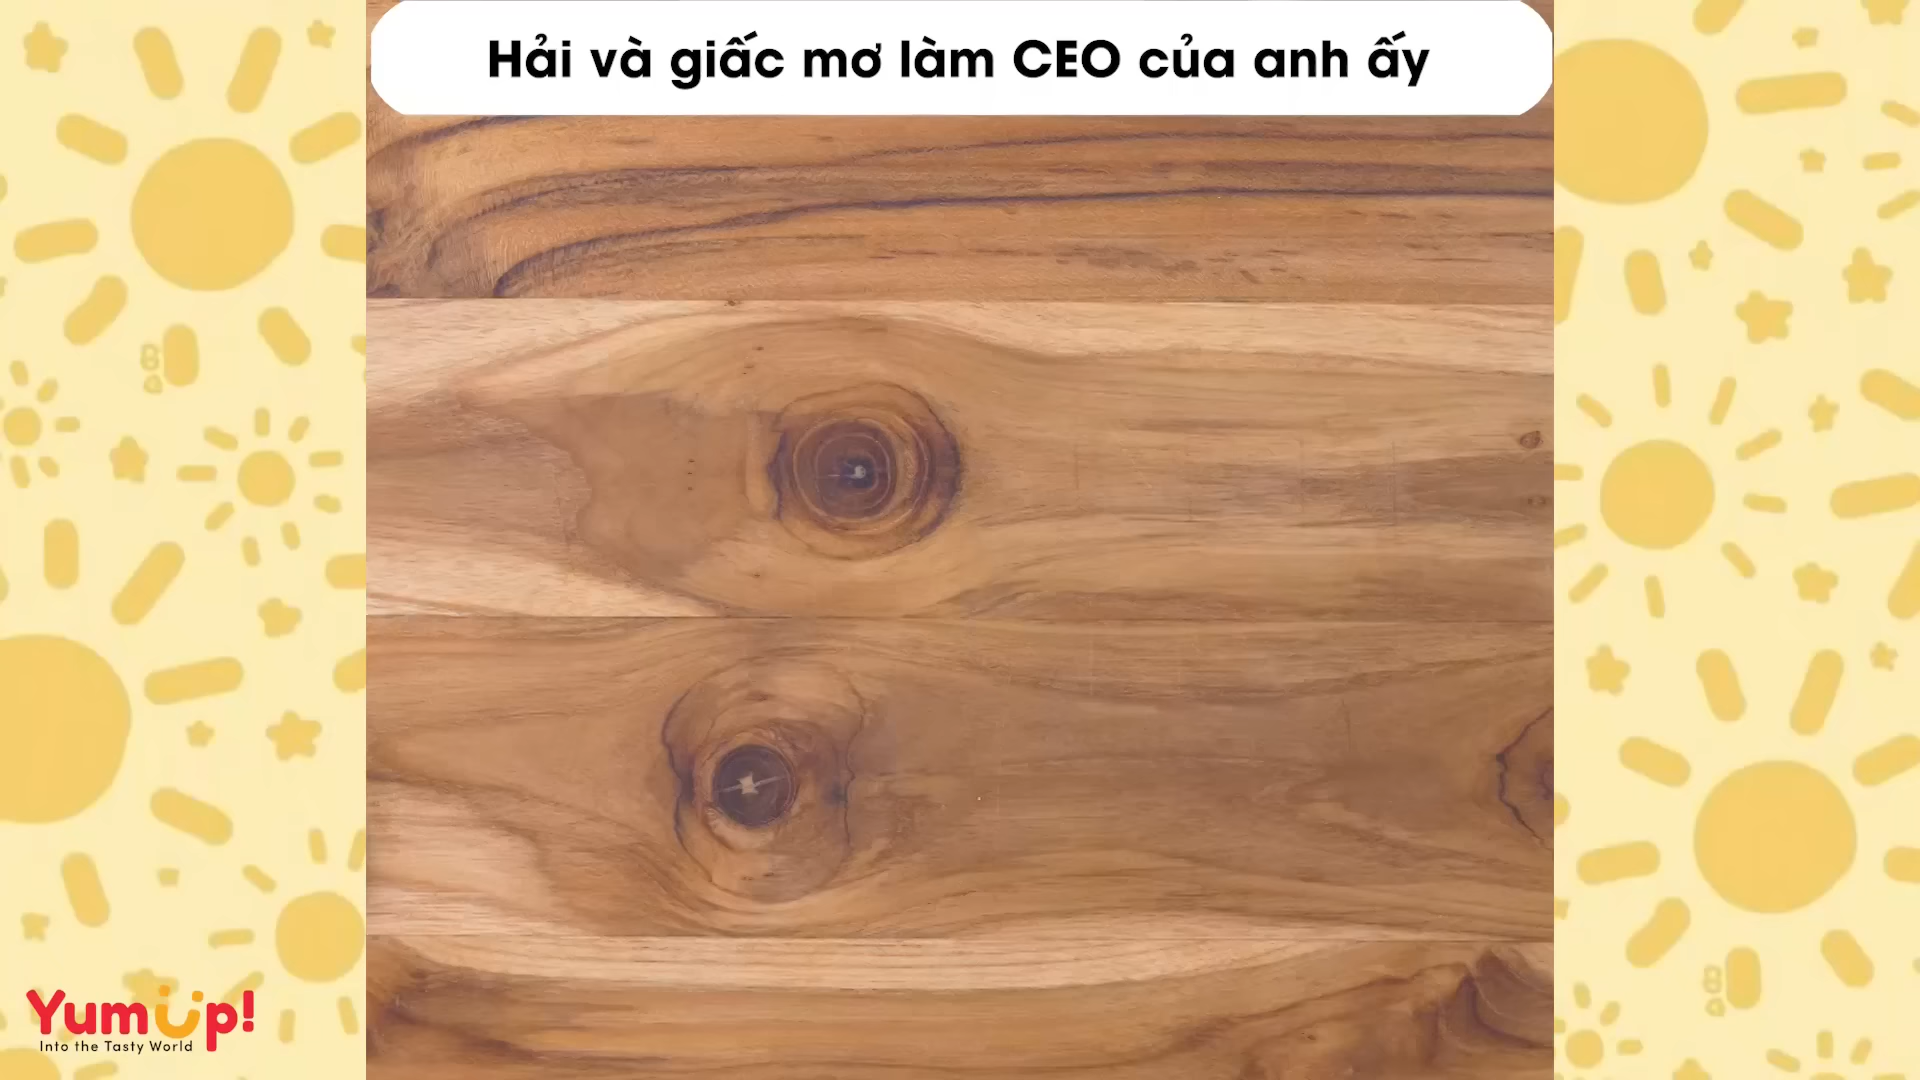 Hải và giấc mơ làm CEO của anh ấy
YumUp!
Into the Tasty World